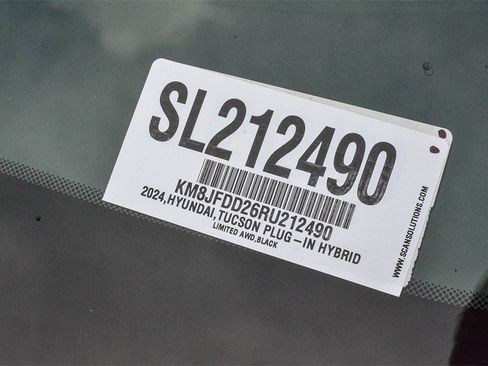 SL212490
KM8JFDD26RU212490
2024,HYUNDAI,TUCSON PLUG-IN HYBRID
LIMITED AWD,BLACK
WWW.SCANSOLUTIONS.COM